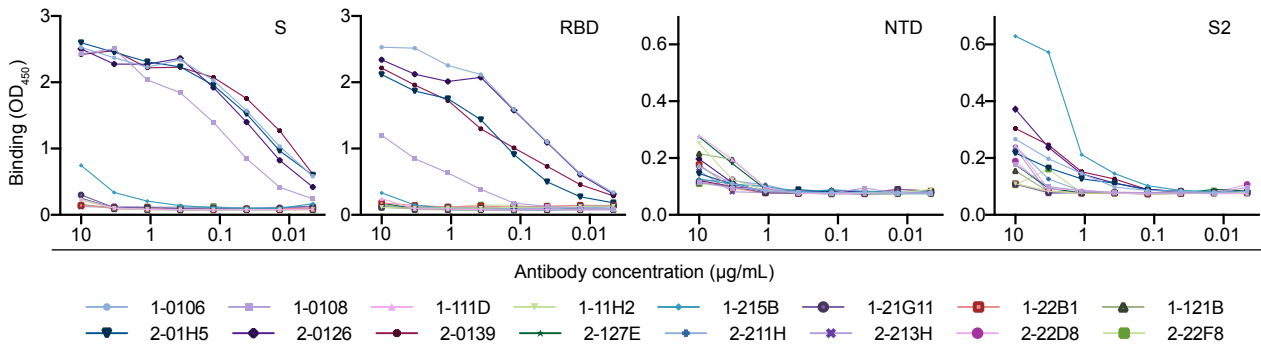 S
RBD
NTD
S2
Binding (OD450)
3
2
1
0
10 1 0.1 0.01
3
2
1
0
10 1 0.1 0.01
0.6
0.4
0.2
0.0
10 1 0.1 0.01
0.6
0.4
0.2
0.0
10 1 0.1 0.01
Antibody concentration (µg/mL)
1-0106 1-0108 1-111D 1-11H2 1-215B 1-21G11 1-22B1 1-121B
2-01H5 2-0126 2-0139 2-127E 2-211H 2-213H 2-22D8 2-22F8